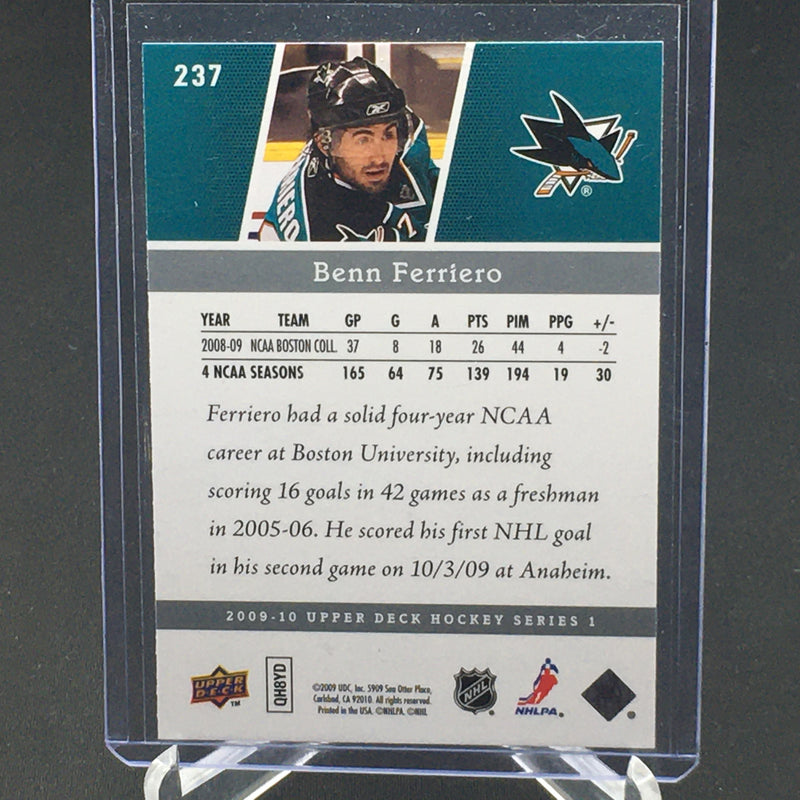 237
NIERO
7
®
Benn Ferriero
YEAR TEAM GP G A PTS PIM PPG +/-
2008-09 NCAA BOSTON COLL. 37 8 18 26 44 4 -2
4 NCAA SEASONS 165 64 75 139 194 19 30
Ferriero had a solid four-year NCAA
career at Boston University, including
scoring 16 goals in 42 games as a freshman
in 2005-06. He scored his first NHL goal
in his second game on 10/3/09 at Anaheim.
2009-10 UPPER DECK HOCKEY SERIES 1
UPPER DECK™
QH8YD
©2009 UDC, Inc. 5909 Sea Otter Place,
Carlsbad, CA 92010. All rights reserved.
Printed in the USA. ©NHLPA. ©NHL
NHL
NHLPA®
®